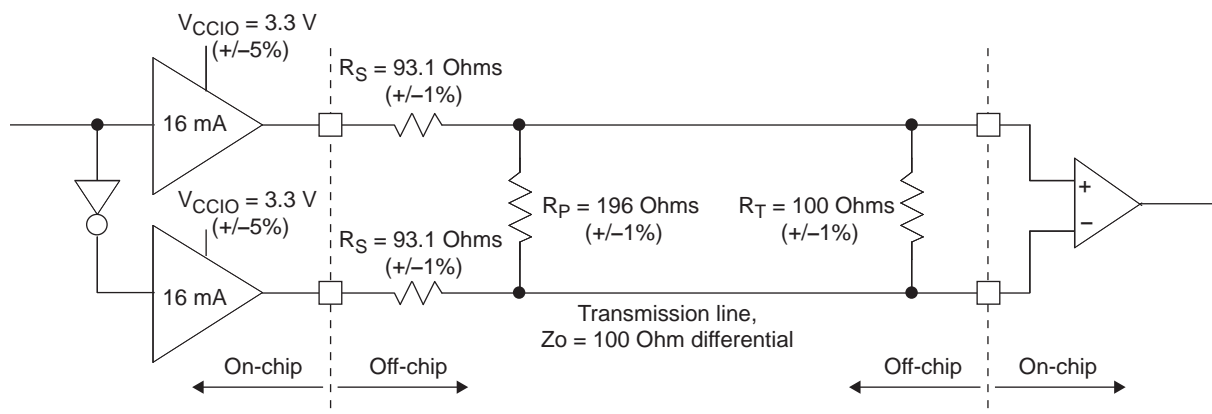 V_CCIO = 3.3 V
(+/–5%)
R_S = 93.1 Ohms
(+/–1%)
16 mA
V_CCIO = 3.3 V
(+/–5%)
R_P = 196 Ohms
(+/–1%)
R_T = 100 Ohms
(+/–1%)
+
–
R_S = 93.1 Ohms
(+/–1%)
16 mA
Transmission line,
Zo = 100 Ohm differential
On-chip
Off-chip
Off-chip
On-chip